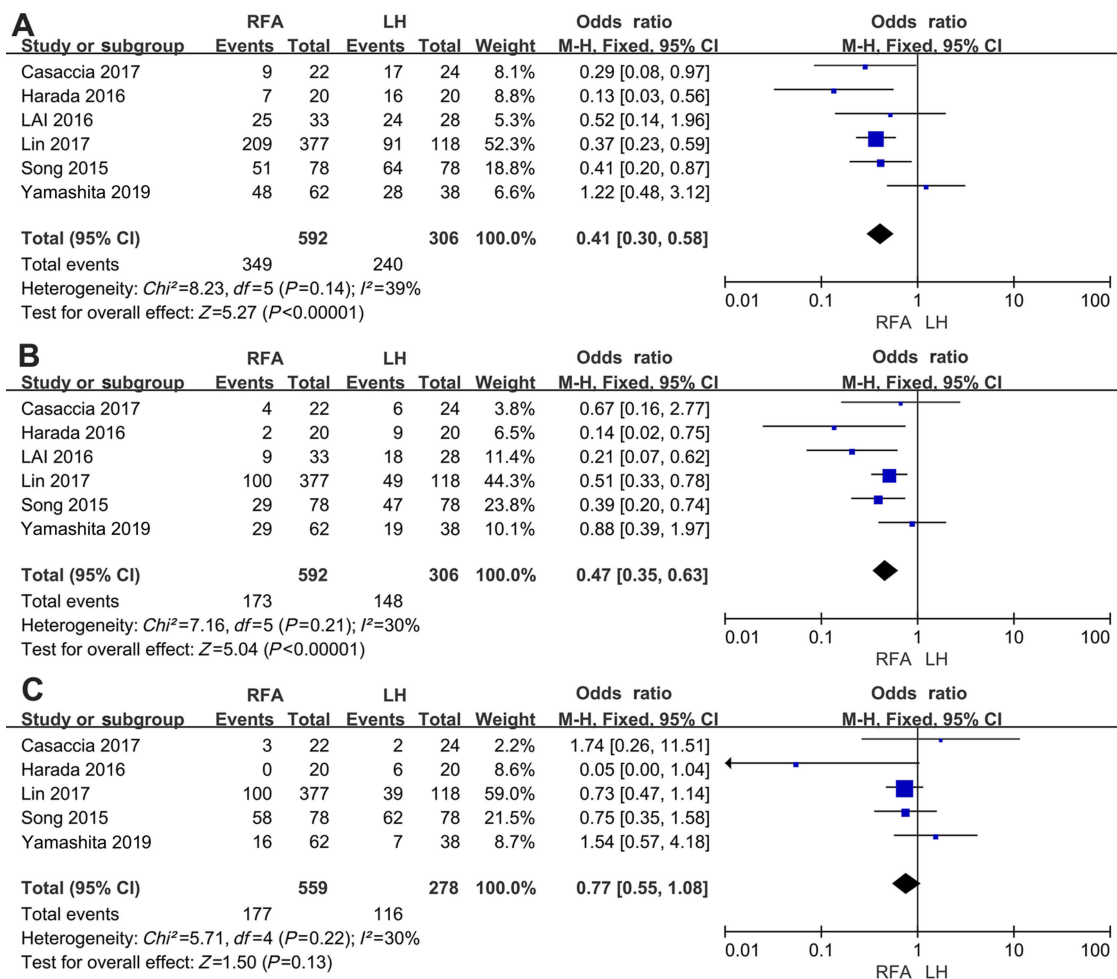 A RFA LH Odds ratio Odds ratio
Study or subgroup Events Total Events Total Weight M-H, Fixed, 95% CI M-H, Fixed, 95% CI
Casaccia 2017 9 22 17 24 8.1% 0.29 [0.08, 0.97]
Harada 2016 7 20 16 20 8.8% 0.13 [0.03, 0.56]
LAI 2016 25 33 24 28 5.3% 0.52 [0.14, 1.96]
Lin 2017 209 377 91 118 52.3% 0.37 [0.23, 0.59]
Song 2015 51 78 64 78 18.8% 0.41 [0.20, 0.87]
Yamashita 2019 48 62 28 38 6.6% 1.22 [0.48, 3.12]
Total (95% CI) 592 306 100.0% 0.41 [0.30, 0.58]
Total events 349 240
Heterogeneity: Chi²=8.23, df=5 (P=0.14); I²=39%
Test for overall effect: Z=5.27 (P<0.00001)
0.01 0.1 1 10 100
RFA LH
B RFA LH Odds ratio Odds ratio
Study or subgroup Events Total Events Total Weight M-H, Fixed, 95% CI M-H, Fixed, 95% CI
Casaccia 2017 4 22 6 24 3.8% 0.67 [0.16, 2.77]
Harada 2016 2 20 9 20 6.5% 0.14 [0.02, 0.75]
LAI 2016 9 33 18 28 11.4% 0.21 [0.07, 0.62]
Lin 2017 100 377 49 118 44.3% 0.51 [0.33, 0.78]
Song 2015 29 78 47 78 23.8% 0.39 [0.20, 0.74]
Yamashita 2019 29 62 19 38 10.1% 0.88 [0.39, 1.97]
Total (95% CI) 592 306 100.0% 0.47 [0.35, 0.63]
Total events 173 148
Heterogeneity: Chi²=7.16, df=5 (P=0.21); I²=30%
Test for overall effect: Z=5.04 (P<0.00001)
0.01 0.1 1 10 100
RFA LH
C RFA LH Odds ratio Odds ratio
Study or subgroup Events Total Events Total Weight M-H, Fixed, 95% CI M-H, Fixed, 95% CI
Casaccia 2017 3 22 2 24 2.2% 1.74 [0.26, 11.51]
Harada 2016 0 20 6 20 8.6% 0.05 [0.00, 1.04]
Lin 2017 100 377 39 118 59.0% 0.73 [0.47, 1.14]
Song 2015 58 78 62 78 21.5% 0.75 [0.35, 1.58]
Yamashita 2019 16 62 7 38 8.7% 1.54 [0.57, 4.18]
Total (95% CI) 559 278 100.0% 0.77 [0.55, 1.08]
Total events 177 116
Heterogeneity: Chi²=5.71, df=4 (P=0.22); I²=30%
Test for overall effect: Z=1.50 (P=0.13)
0.01 0.1 1 10 100
RFA LH